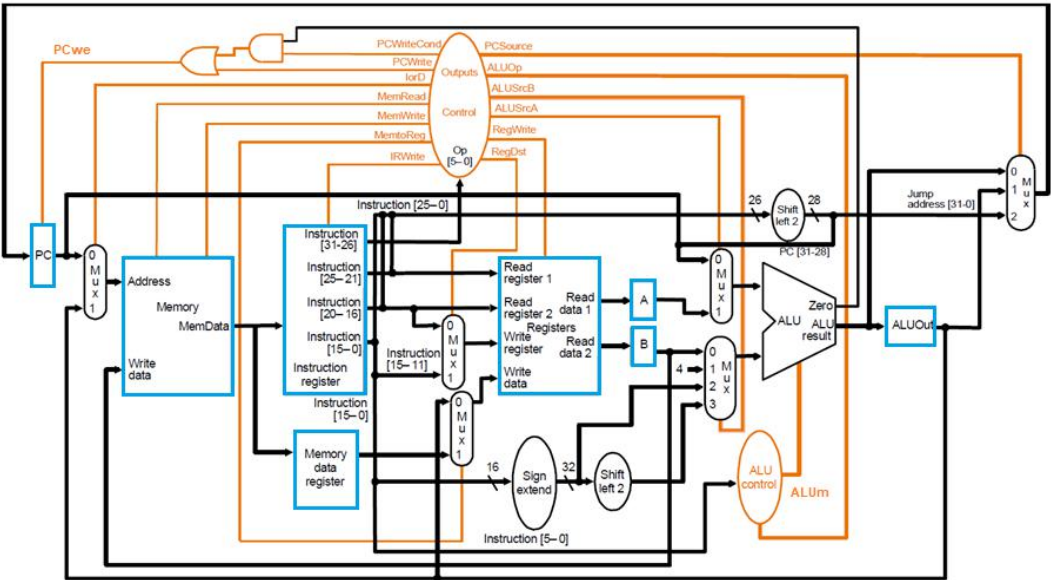 PCwe
PCWriteCond
PCWrite
IorD
MemRead
MemWrite
MemtoReg
IRWrite
Outputs
Control
Op
[5–0]
PCSource
ALUOp
ALUSrcB
ALUSrcA
RegWrite
RegDst
PC
0
M
u
x
1
Address
Memory
MemData
Write
data
Instruction [25–0]
Instruction
[31-26]
Instruction
[25–21]
Instruction
[20–16]
Instruction
[15–0]
Instruction
register
Instruction
[15–0]
Memory
data
register
Instruction
[15–11]
0
M
u
x
1
0
M
u
x
1
Read
register 1
Read
register 2
Registers
Write
register
Write
data
Read
data 1
Read
data 2
16
Sign
extend
32
Shift
left 2
Instruction [5–0]
A
B
4
0
M
u
x
1
0
1
2
3
M
u
x
26
Shift
left 2
28
PC [31-28]
Jump
address [31-0]
Zero
ALU
ALU
result
ALUOut
ALU
control
ALUm
0
1
2
M
u
x